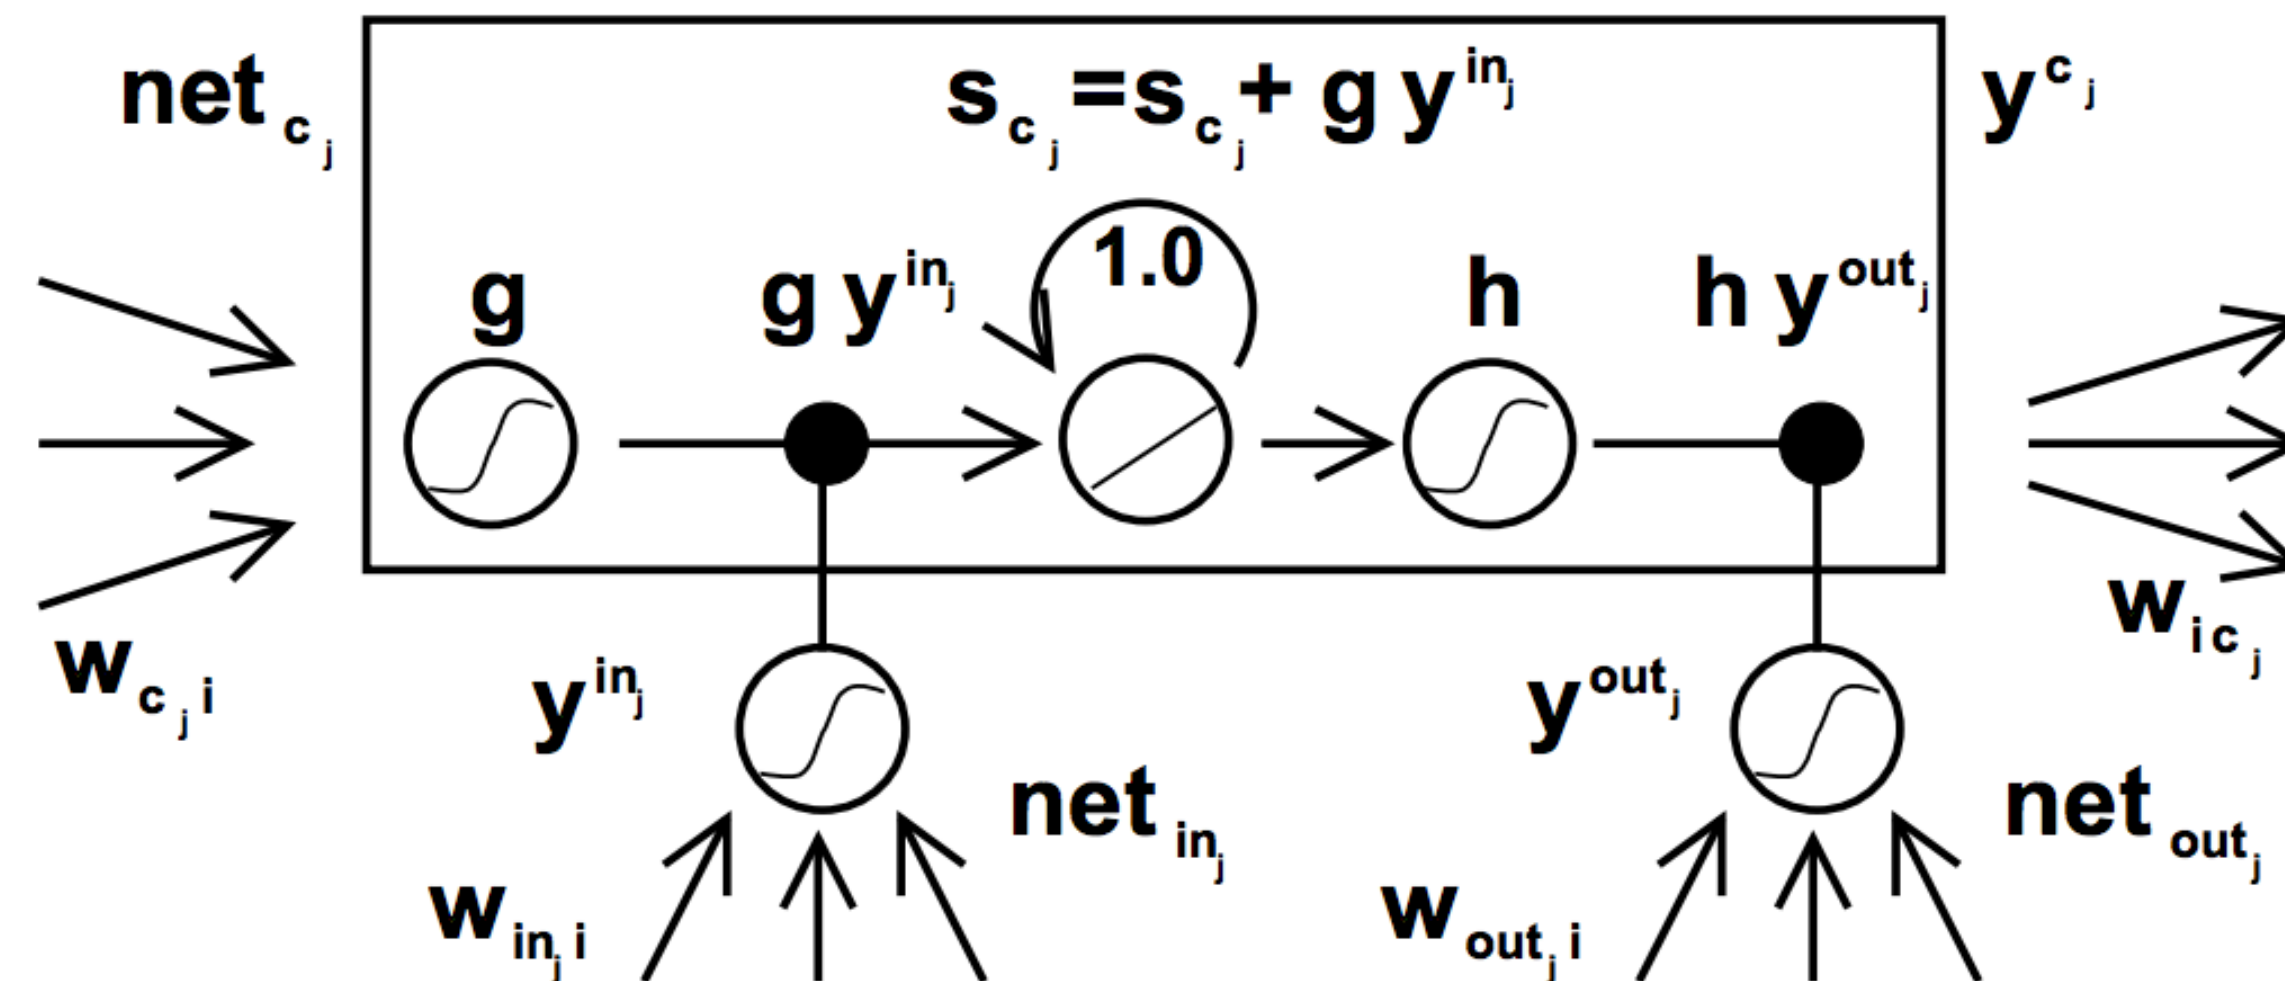 net c j
s c j = s c j + g y in j
y c j
1.0
g
g y in j
h
h y out j
w c j i
w i c j
y in j
y out j
net in j
net out j
w in j i
w out j i